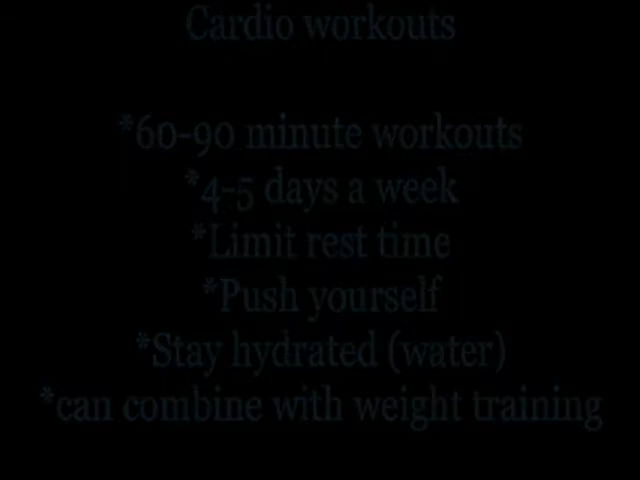 Cardio workouts
*60-90 minute workouts
*4-5 days a week
*Limit rest time
*Push yourself
*Stay hydrated (water)
*can combine with weight training